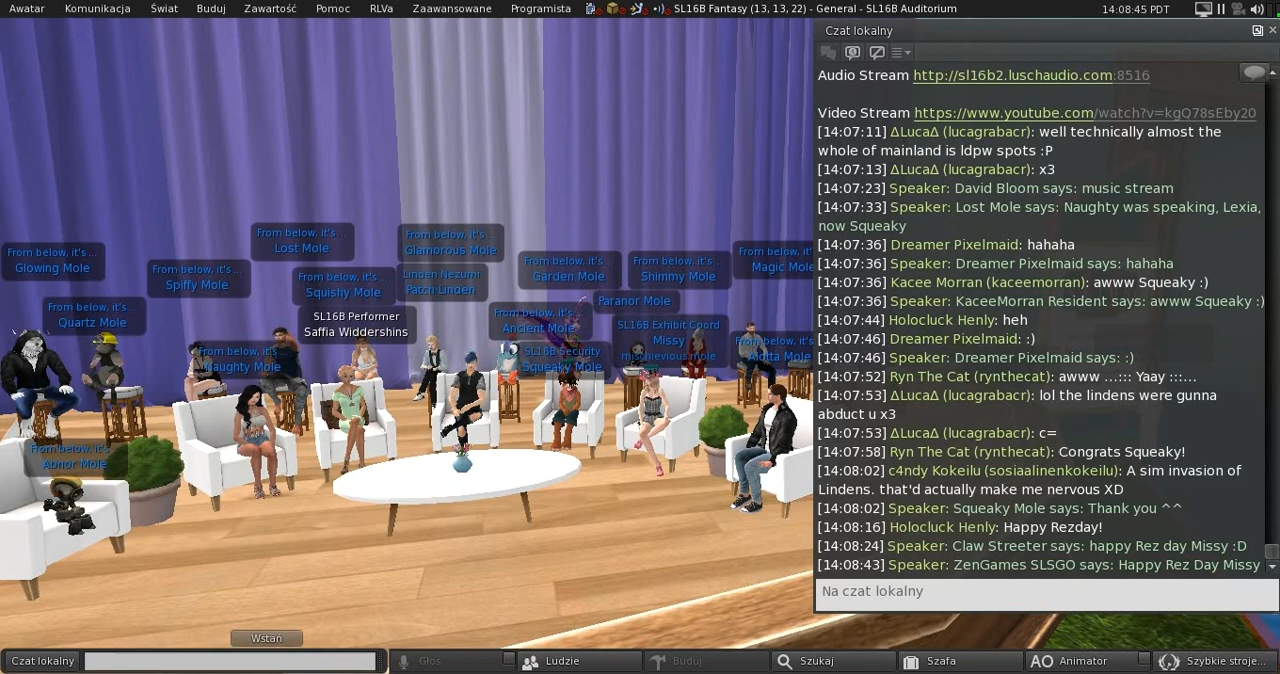 Awatar Komunikacja Świat Buduj Zawartość Pomoc RLVa Zaawansowane Programista SL16B Fantasy (13, 13, 22) - General - SL16B Auditorium 14:08:45 PDT
Czat lokalny
Audio Stream http://sl16b2.luschaudio.com:8516
Video Stream https://www.youtube.com/watch?v=kgQ78sEby20
[14:07:11] ΔLucaΔ (lucagrabacr): well technically almost the
whole of mainland is ldpw spots :P
[14:07:13] ΔLucaΔ (lucagrabacr): x3
[14:07:23] Speaker: David Bloom says: music stream
[14:07:33] Speaker: Lost Mole says: Naughty was speaking, Lexia,
now Squeaky
[14:07:36] Dreamer Pixelmaid: hahaha
[14:07:36] Speaker: Dreamer Pixelmaid says: hahaha
[14:07:36] Kacee Morran (kaceemorran): awww Squeaky :)
[14:07:36] Speaker: KaceeMorran Resident says: awww Squeaky :)
[14:07:44] Holocluck Henly: heh
[14:07:46] Dreamer Pixelmaid: :)
[14:07:46] Speaker: Dreamer Pixelmaid says: :)
[14:07:52] Ryn The Cat (rynthecat): awww ...::: Yaay :::...
[14:07:53] ΔLucaΔ (lucagrabacr): lol the lindens were gunna
abduct u x3
[14:07:53] ΔLucaΔ (lucagrabacr): c=
[14:07:58] Ryn The Cat (rynthecat): Congrats Squeaky!
[14:08:02] c4ndy Kokeilu (sosiaalinenkokeilu): A sim invasion of
Lindens. that'd actually make me nervous XD
[14:08:02] Speaker: Squeaky Mole says: Thank you ^^
[14:08:16] Holocluck Henly: Happy Rezday!
[14:08:24] Speaker: Claw Streeter says: happy Rez day Missy :D
[14:08:43] Speaker: ZenGames SLSGO says: Happy Rez Day Missy
Na czat lokalny
From below, it's ...
Glowing Mole
From below, it's ...
Quartz Mole
From below, it's ...
Spiffy Mole
From below, it's ...
Lost Mole
From below, it's ...
Squishy Mole
SL16B Performer
Saffia Widdershins
From below, it's ...
Glamorous Mole
Linden Nezumi
Patch Linden
From below, it's ...
Garden Mole
From below, it's ...
Shimmy Mole
From below, it's
Magic Mole
Paranor Mole
From below, it's ...
Ancient Mole
SL16B Exhibit Coord
Missy
mischievious.mole
SL16B Security
Squeaky Mole
From below, it's
Alotta Mole
From below, it's ...
Naughty Mole
From below, it's ...
Abnor Mole
Wstań
Czat lokalny Głos Ludzie Buduj Szukaj Szafa AO Animator Szybkie stroje...